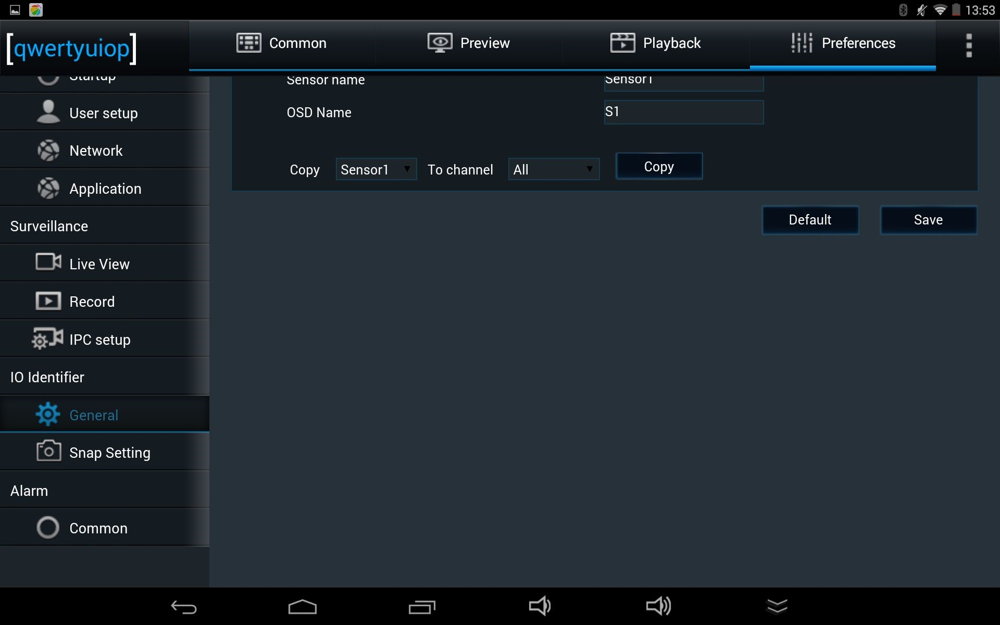 13:53
[qwertyuiop]
Common
Preview
Playback
Preferences
Startup
User setup
Network
Application
Surveillance
Live View
Record
IPC setup
IO Identifier
General
Snap Setting
Alarm
Common
Sensor name Sensor1
OSD Name S1
Copy Sensor1 To channel All Copy
Default Save